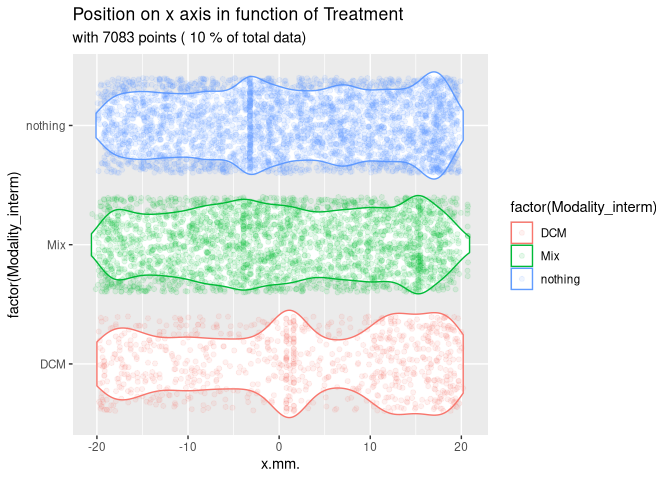 Position on x axis in function of Treatment
with 7083 points ( 10 % of total data)
factor(Modality_interm)
nothing
Mix
DCM
-20
-10
0
10
20
x.mm.
factor(Modality_interm)
DCM
Mix
nothing